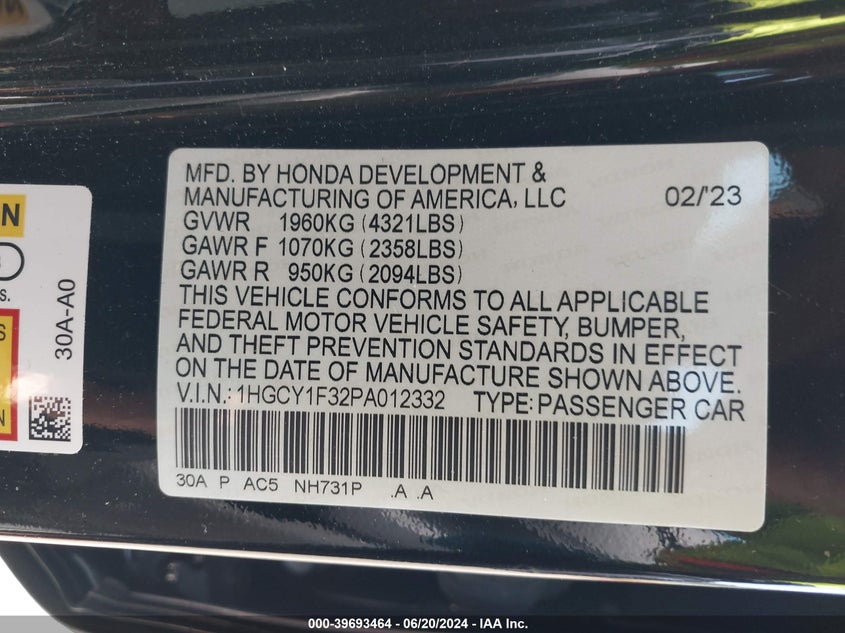 MFD. BY HONDA DEVELOPMENT &
MANUFACTURING OF AMERICA, LLC 02/'23
GVWR 1960KG (4321LBS)
GAWR F 1070KG (2358LBS)
GAWR R 950KG (2094LBS)
THIS VEHICLE CONFORMS TO ALL APPLICABLE
FEDERAL MOTOR VEHICLE SAFETY, BUMPER,
AND THEFT PREVENTION STANDARDS IN EFFECT
ON THE DATE OF MANUFACTURE SHOWN ABOVE.
V.I.N.: 1HGCY1F32PA012332 TYPE: PASSENGER CAR
30A P AC5 NH731P .A .A
30A-A0
000-39693464 - 06/20/2024 - IAA Inc.